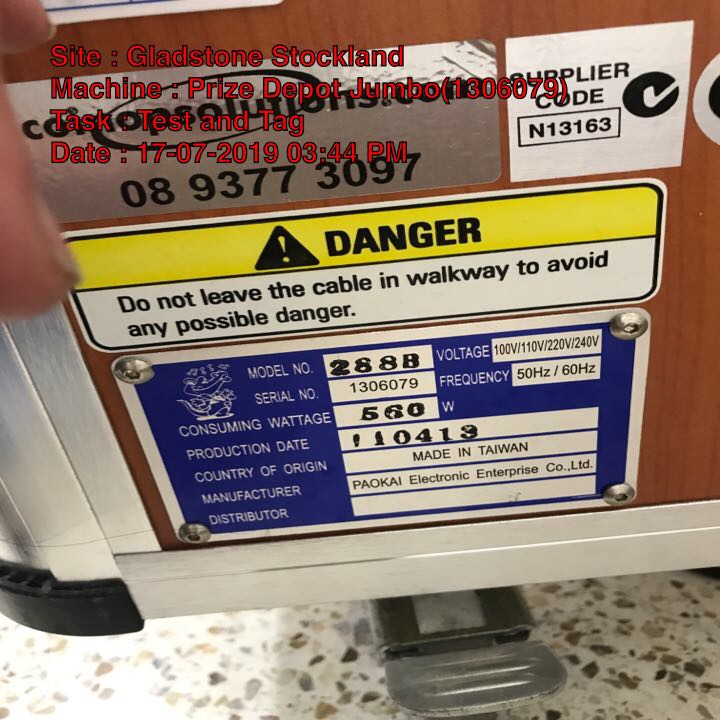 Site : Gladstone Stockland
Machine : Prize Depot Jumbo(1306079)
Task : Test and Tag
Date : 17-07-2019 03:44 PM
SUPPLIER
CODE
N13163
08 9377 3097
DANGER
Do not leave the cable in walkway to avoid
any possible danger.
MODEL NO. 288B
VOLTAGE 100V/110V/220V/240V
SERIAL NO. 1306079
FREQUENCY 50Hz / 60Hz
CONSUMING WATTAGE 560 W
PRODUCTION DATE 110413
COUNTRY OF ORIGIN MADE IN TAIWAN
MANUFACTURER PAOKAI Electronic Enterprise Co.,Ltd.
DISTRIBUTOR